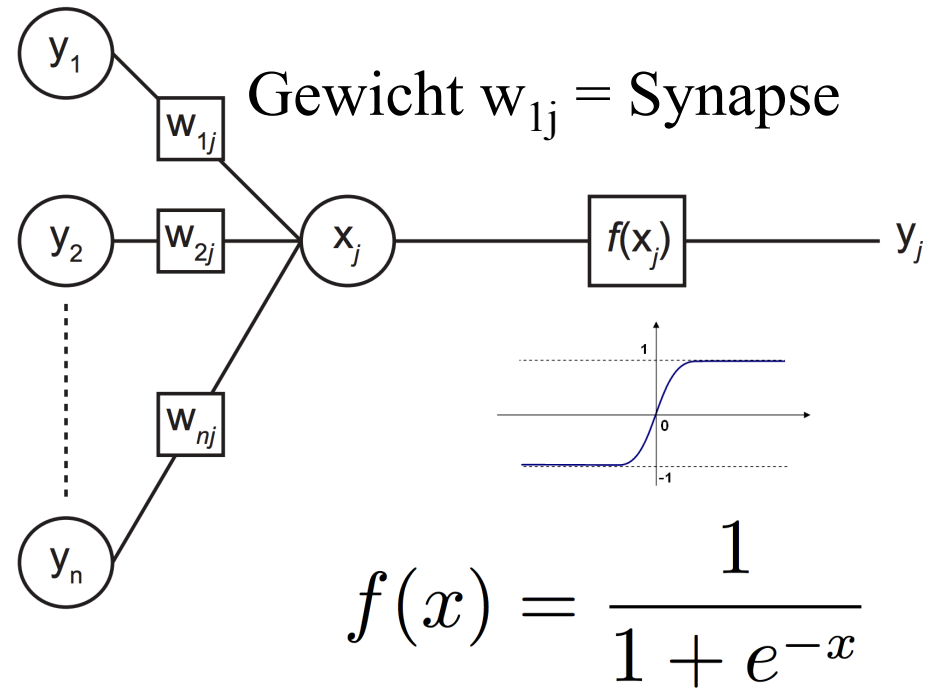 y₁
Gewicht w₁ⱼ = Synapse
w₁ⱼ
y₂ w₂ⱼ xⱼ f(xⱼ) yⱼ
1
0
-1
wₙⱼ
yₙ
f(x) = 1 / (1 + e^{-x})